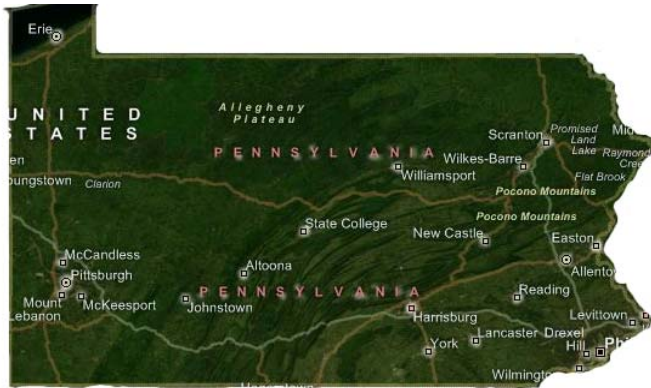 Erie
UNITED
STATES
Allegheny
Plateau
Scranton
Promised
Land
Lake
Raymond
PENNSYLVANIA
Wilkes-Barre
Williamsport
Flat Brook
Clarion
Pocono Mountains
State College
Pocono Mountains
New Castle
Easton
McCandless
Pittsburgh
Altoona
Mount
Lebanon
McKeesport
PENNSYLVANIA
Johnstown
Reading
Harrisburg
Levittown
Lancaster
Drexel
Hill
York